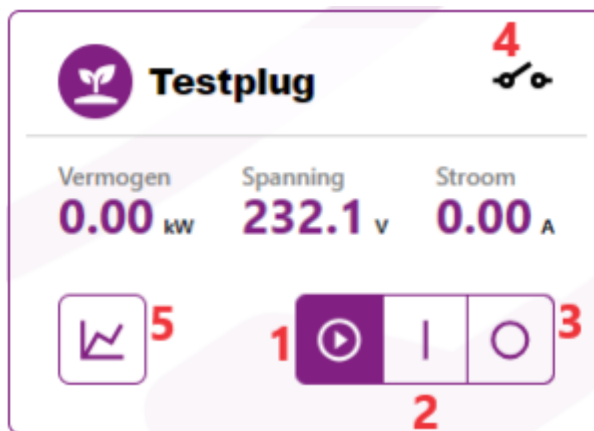 4
Testplug
Vermogen Spanning Stroom
0.00 kW 232.1 V 0.00 A
5 1 3
2